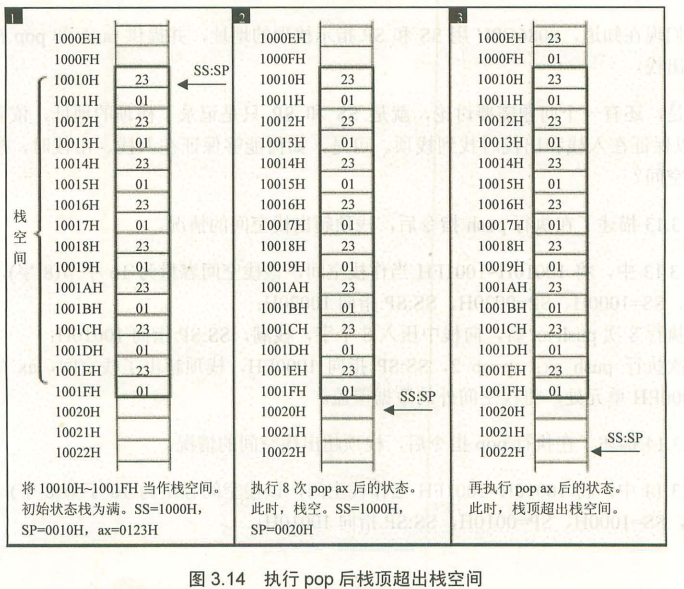 1
1000EH
1000FH
10010H 23 SS:SP
10011H 01
10012H 23
10013H 01
10014H 23
10015H 01
10016H 23
10017H 01
10018H 23
10019H 01
1001AH 23
1001BH 01
1001CH 23
1001DH 01
1001EH 23
1001FH 01
10020H
10021H
10022H
栈空间
将 10010H~1001FH 当作栈空间。
初始状态栈为满。SS=1000H，
SP=0010H，ax=0123H
2
1000EH
1000FH
10010H 23
10011H 01
10012H 23
10013H 01
10014H 23
10015H 01
10016H 23
10017H 01
10018H 23
10019H 01
1001AH 23
1001BH 01
1001CH 23
1001DH 01
1001EH 23
1001FH 01
10020H SS:SP
10021H
10022H
执行 8 次 pop ax 后的状态。
此时，栈空。SS=1000H，
SP=0020H
3
1000EH 23
1000FH 01
10010H 23
10011H 01
10012H 23
10013H 01
10014H 23
10015H 01
10016H 23
10017H 01
10018H 23
10019H 01
1001AH 23
1001BH 01
1001CH 23
1001DH 01
1001EH 23
1001FH 01
10020H
10021H
10022H SS:SP
再执行 pop ax 后的状态。
此时，栈顶超出栈空间。
图 3.14 执行 pop 后栈顶超出栈空间